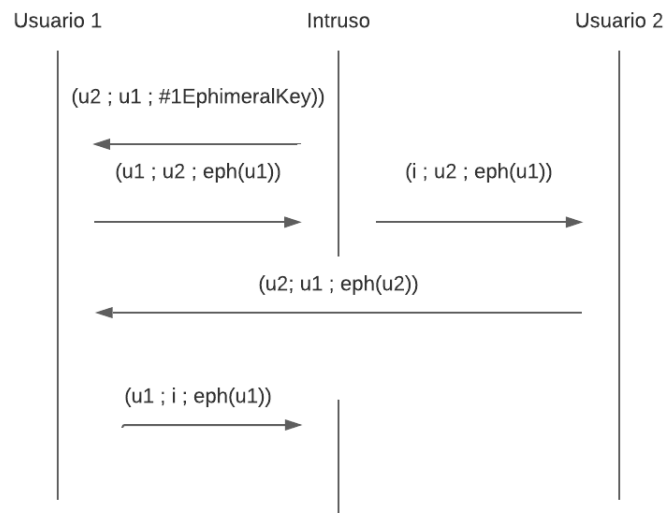 Usuario 1
Intruso
Usuario 2
(u2 ; u1 ; #1EphimeralKey))
(u1 ; u2 ; eph(u1))
(i ; u2 ; eph(u1))
(u2; u1 ; eph(u2))
(u1 ; i ; eph(u1))